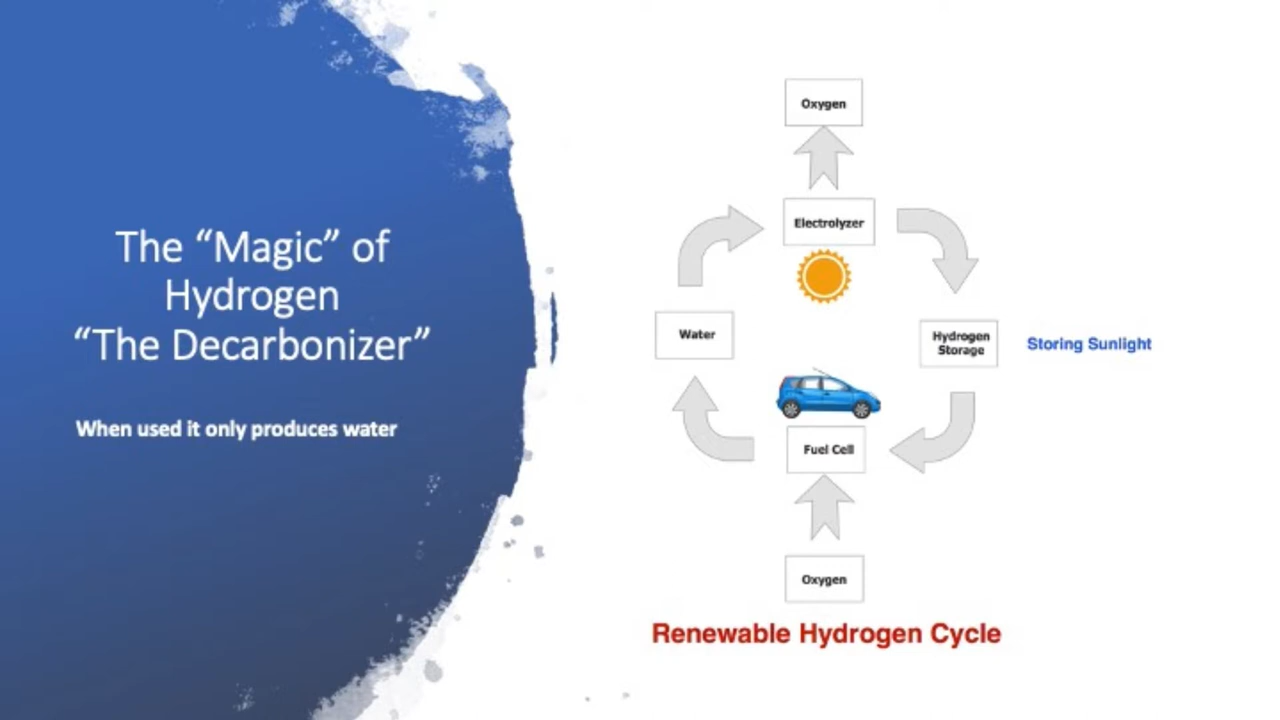 The “Magic” of
Hydrogen
“The Decarbonizer”
When used it only produces water
Oxygen
Electrolyzer
Water
Hydrogen
Storage
Storing Sunlight
Fuel Cell
Oxygen
Renewable Hydrogen Cycle